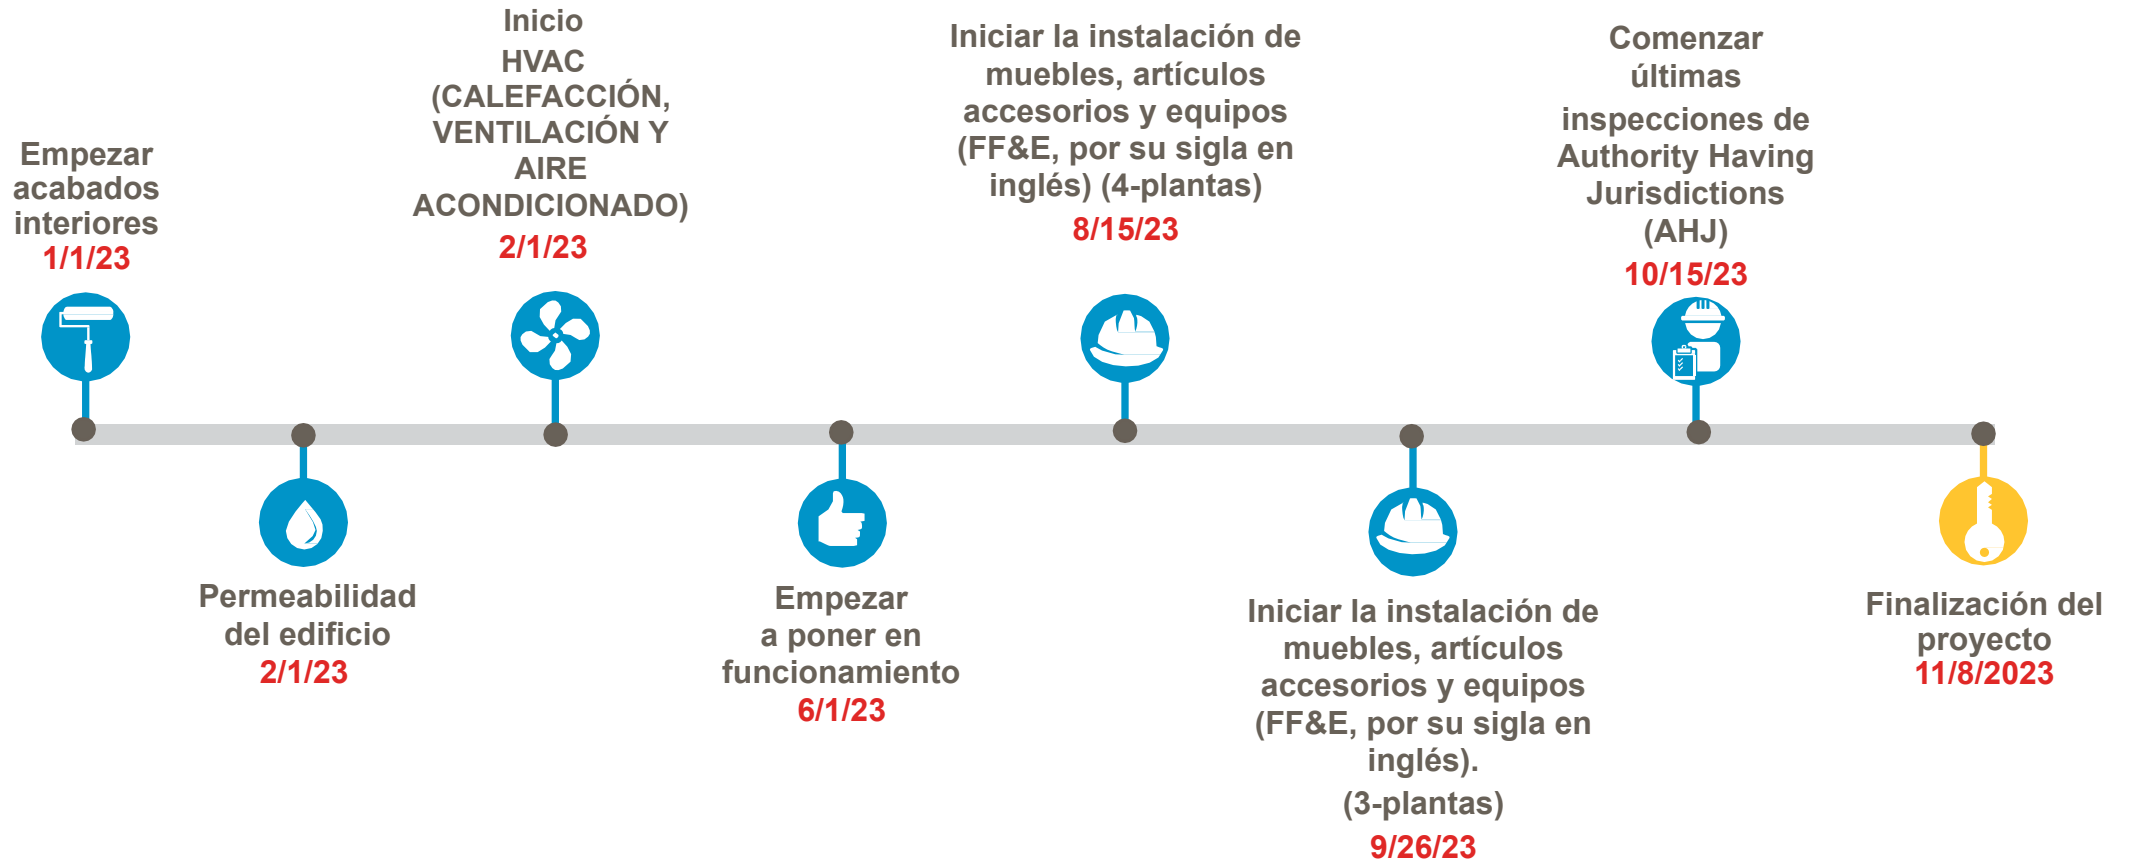 Empezar
acabados
interiores
1/1/23
Permeabilidad
del edificio
2/1/23
Inicio
HVAC
(CALEFACCIÓN,
VENTILACIÓN Y
AIRE
ACONDICIONADO)
2/1/23
Empezar
a poner en
funcionamiento
6/1/23
Iniciar la instalación de
muebles, artículos
accesorios y equipos
(FF&E, por su sigla en
inglés) (4-plantas)
8/15/23
Iniciar la instalación de
muebles, artículos
accesorios y equipos
(FF&E, por su sigla en
inglés).
(3-plantas)
9/26/23
Comenzar
últimas
inspecciones de
Authority Having
Jurisdictions
(AHJ)
10/15/23
Finalización del
proyecto
11/8/2023